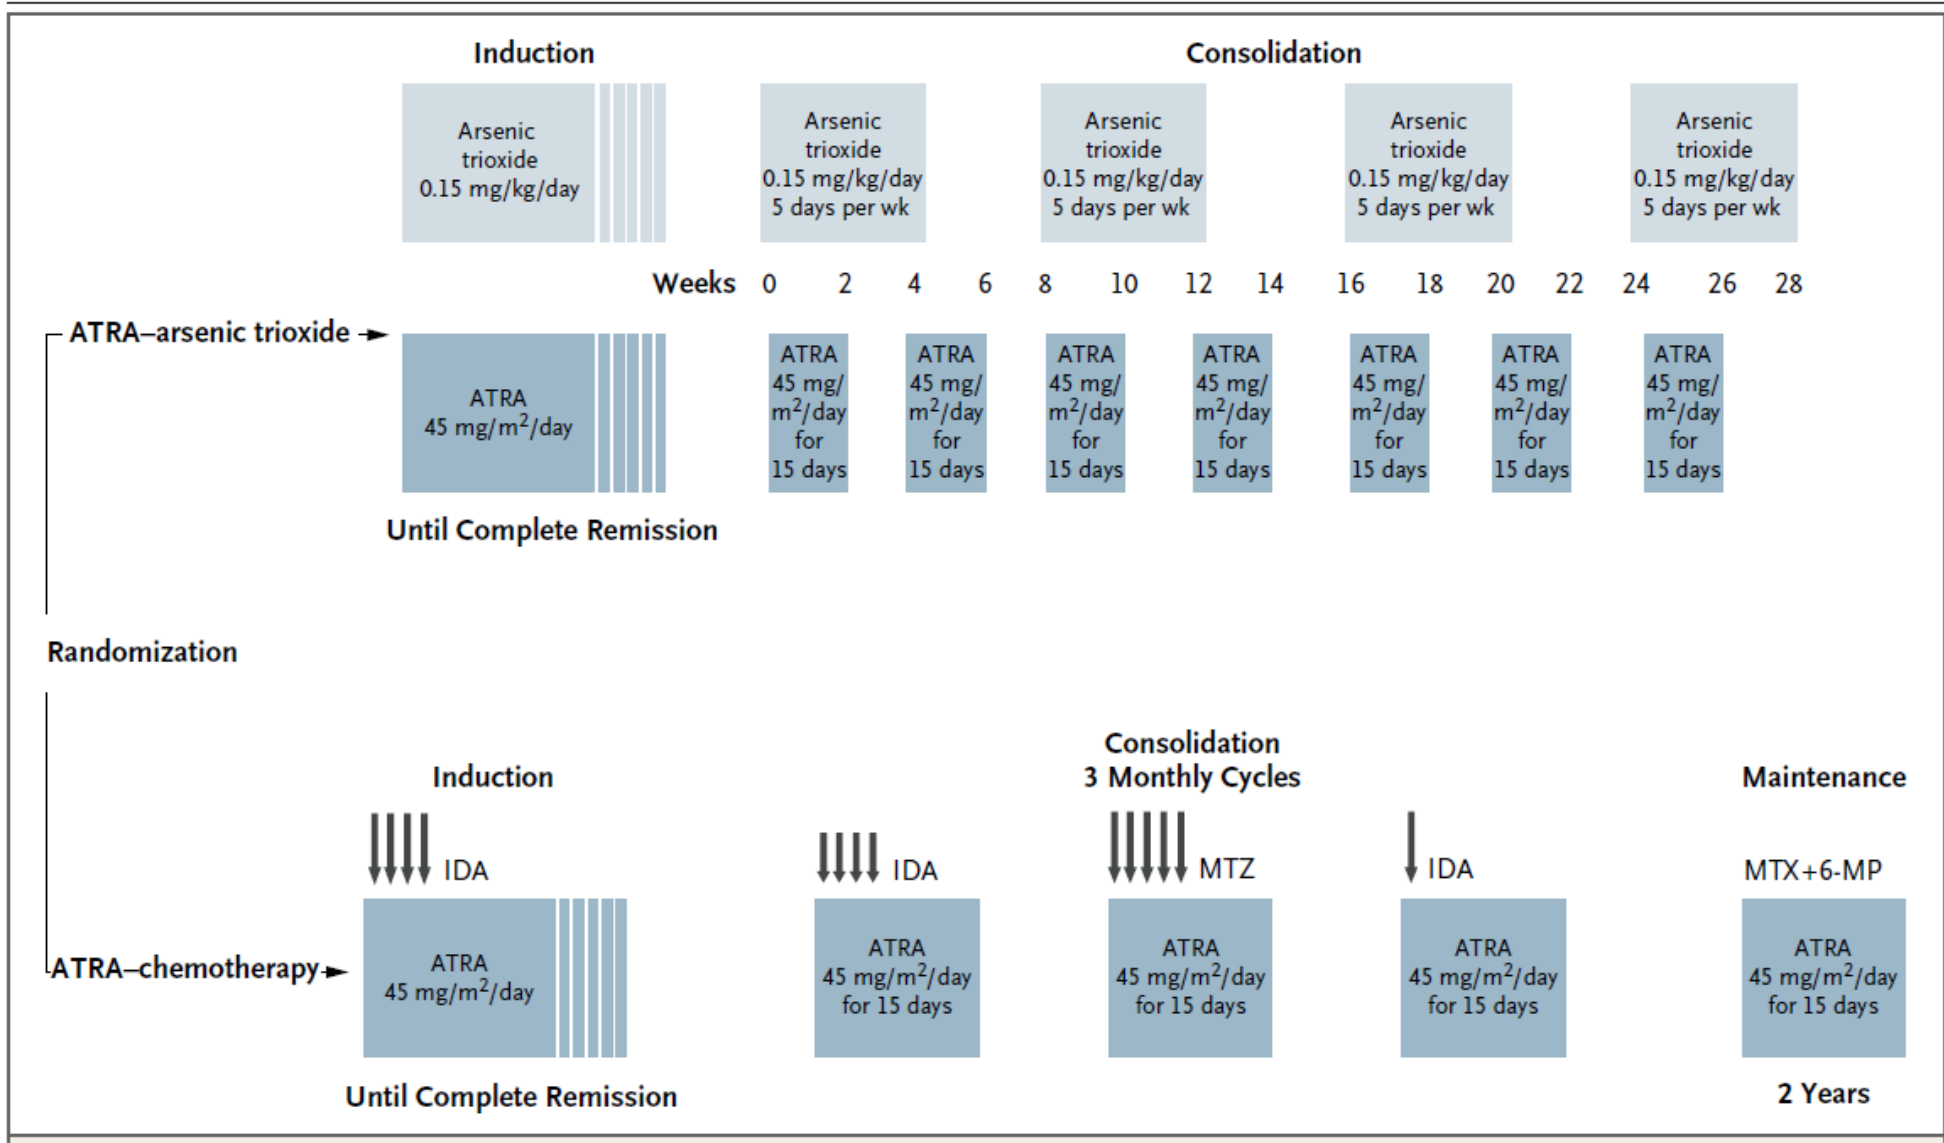 Induction
Consolidation
Arsenic
trioxide
0.15 mg/kg/day
Arsenic
trioxide
0.15 mg/kg/day
5 days per wk
Arsenic
trioxide
0.15 mg/kg/day
5 days per wk
Arsenic
trioxide
0.15 mg/kg/day
5 days per wk
Arsenic
trioxide
0.15 mg/kg/day
5 days per wk
Weeks 0 2 4 6 8 10 12 14 16 18 20 22 24 26 28
ATRA–arsenic trioxide
ATRA
45 mg/m²/day
ATRA
45 mg/
m²/day
for
15 days
ATRA
45 mg/
m²/day
for
15 days
ATRA
45 mg/
m²/day
for
15 days
ATRA
45 mg/
m²/day
for
15 days
ATRA
45 mg/
m²/day
for
15 days
ATRA
45 mg/
m²/day
for
15 days
ATRA
45 mg/
m²/day
for
15 days
Until Complete Remission
Randomization
Induction
Consolidation
3 Monthly Cycles
Maintenance
IDA
IDA
MTZ
IDA
MTX+6-MP
ATRA–chemotherapy
ATRA
45 mg/m²/day
ATRA
45 mg/m²/day
for 15 days
ATRA
45 mg/m²/day
for 15 days
ATRA
45 mg/m²/day
for 15 days
ATRA
45 mg/m²/day
for 15 days
Until Complete Remission
2 Years